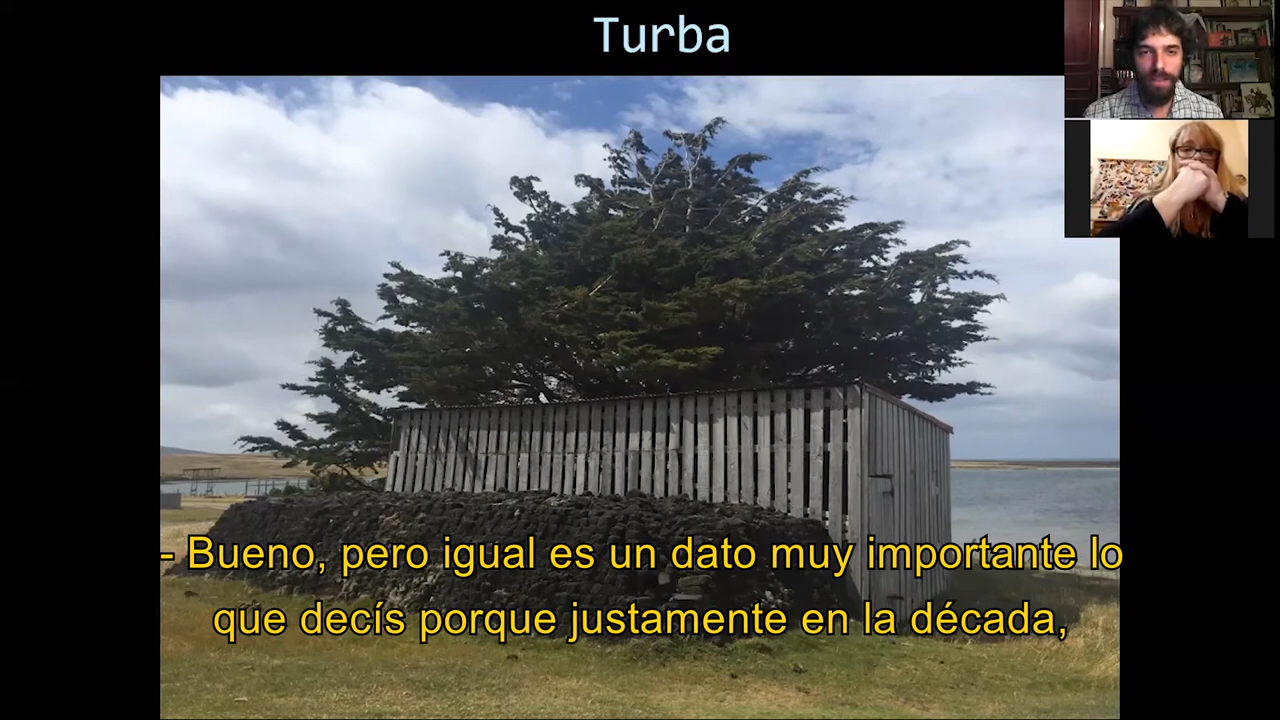 Turba
- Bueno, pero igual es un dato muy importante lo
que decís porque justamente en la década,